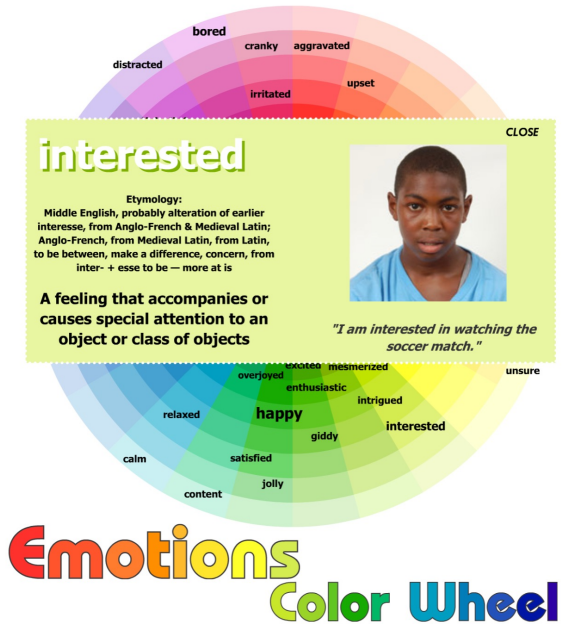 bored
cranky aggravated
distracted
upset
irritated
CLOSE
interested
Etymology:
Middle English, probably alteration of earlier
interesse, from Anglo-French & Medieval Latin;
Anglo-French, from Medieval Latin, from Latin,
to be between, make a difference, concern, from
inter- + esse to be — more at is
A feeling that accompanies or
causes special attention to an
object or class of objects
"I am interested in watching the
soccer match."
excited mesmerized
overjoyed
unsure
enthusiastic
intrigued
relaxed
happy
interested
giddy
calm
satisfied
jolly
content
Emotions
Color Wheel